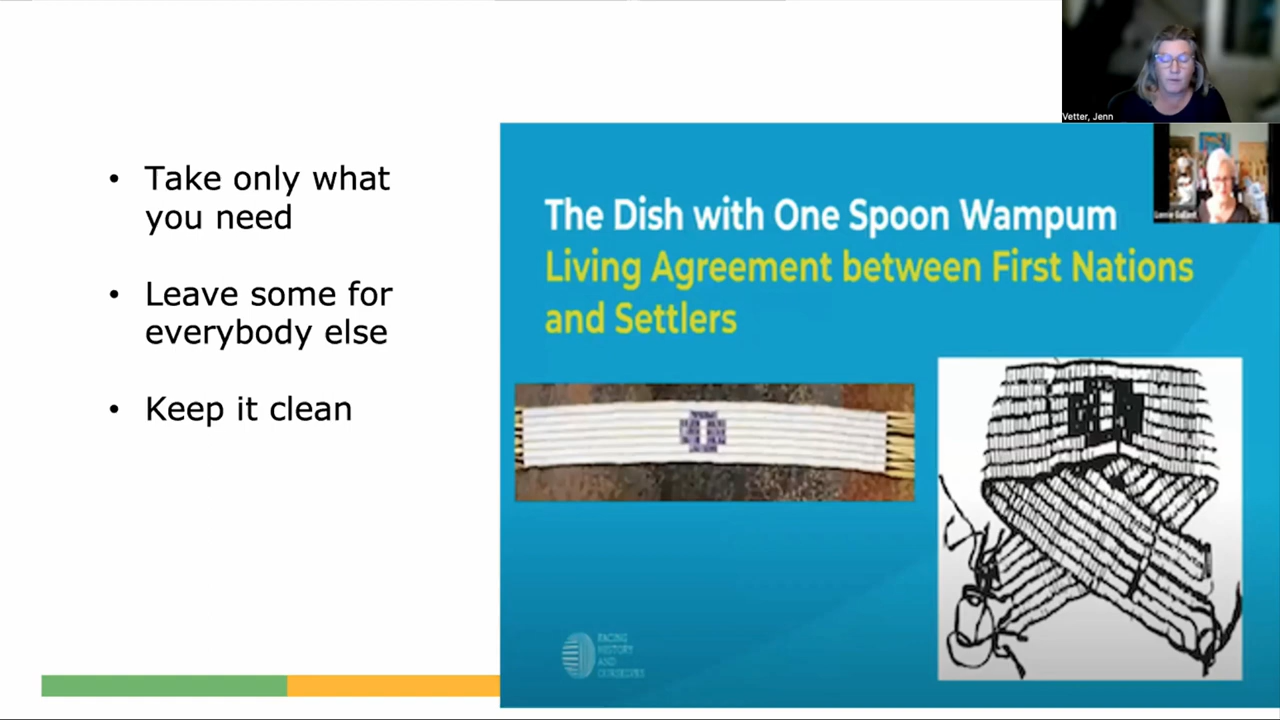 Take only what
you need
Leave some for
everybody else
Keep it clean
Vetter, Jenn
The Dish with One Spoon Wampum
Living Agreement between First Nations
and Settlers
FACING
HISTORY
AND
OURSELVES